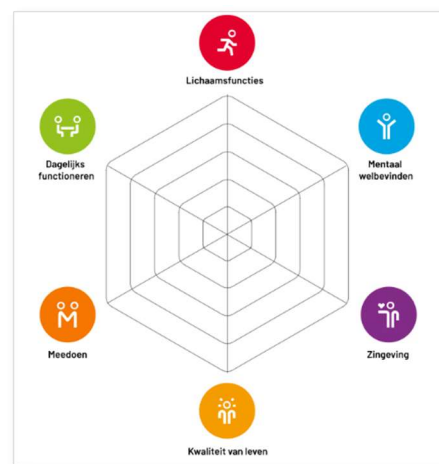 Lichaamsfuncties
Dagelijks
functioneren
Mentaal
welbevinden
Meedoen
Zingeving
Kwaliteit van leven